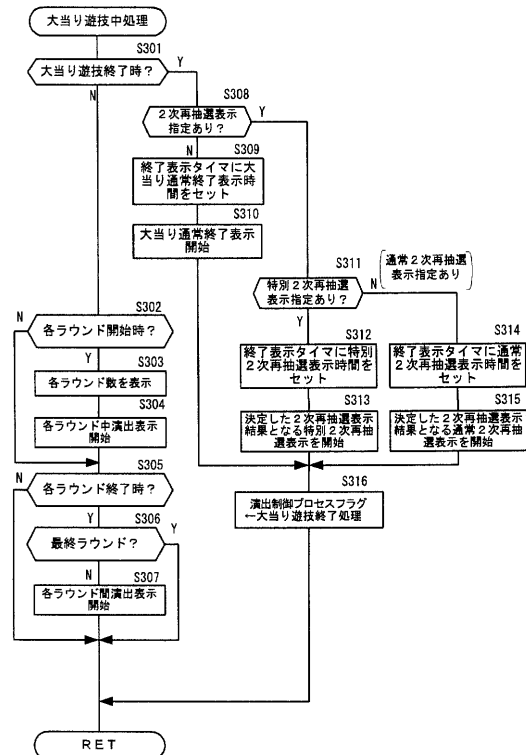 大当り遊技中処理
S301
大当り遊技終了時？
Y
N
S308
２次再抽選表示
指定あり？
Y
N
S309
終了表示タイマに大
当り通常終了表示時
間をセット
S310
大当り通常終了表示
開始
S311
特別２次再抽選
表示指定あり？
N
通常２次再抽選
表示指定あり
Y
S312
終了表示タイマに特別
２次再抽選表示時間を
セット
S313
決定した２次再抽選表示
結果となる特別２次再抽
選表示を開始
S314
終了表示タイマに通常
２次再抽選表示時間を
セット
S315
決定した２次再抽選表示
結果となる通常２次再抽
選表示を開始
S316
演出制御プロセスフラグ
←大当り遊技終了処理
S302
N
各ラウンド開始時？
Y
S303
各ラウンド数を表示
S304
各ラウンド中演出表示
開始
S305
N
各ラウンド終了時？
Y
S306
最終ラウンド？
Y
N
S307
各ラウンド間演出表示
開始
ＲＥＴ